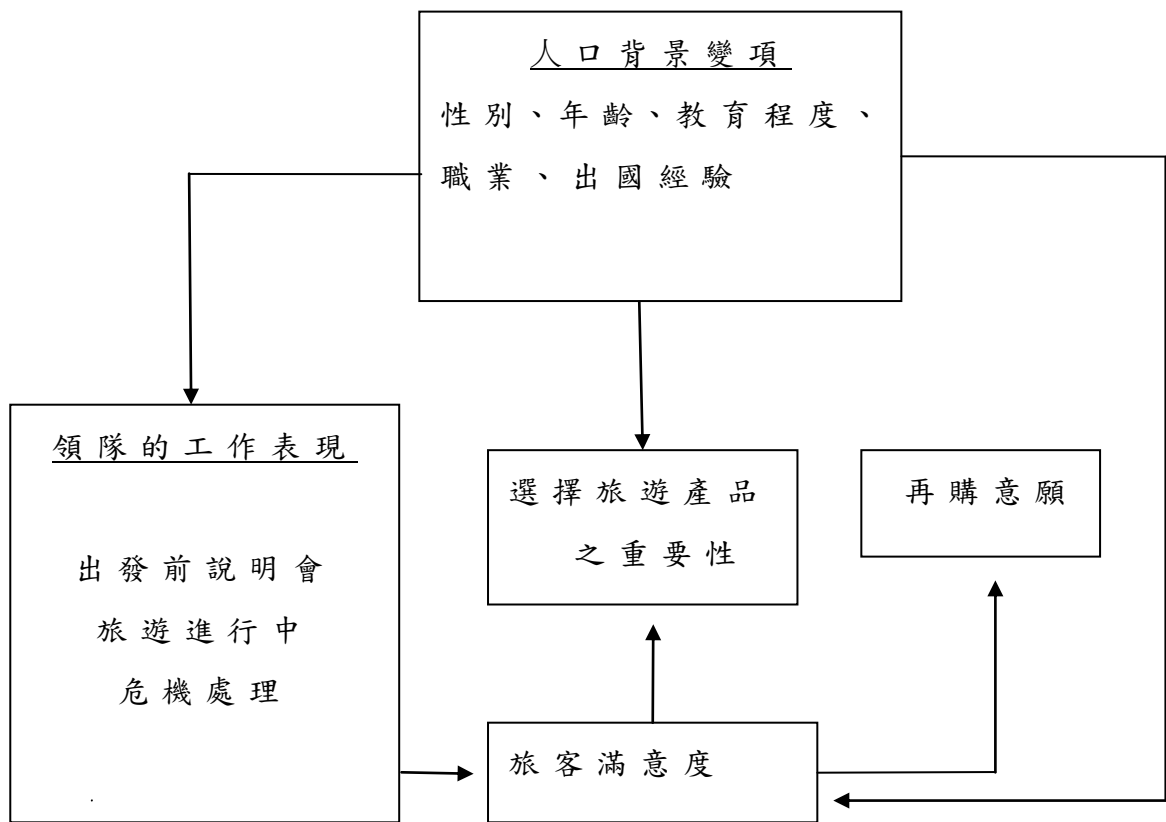 人口背景變項
性別、年齡、教育程度、
職業、出國經驗
領隊的工作表現
出發前說明會
旅遊進行中
危機處理
選擇旅遊產品
之重要性
再購意願
旅客滿意度